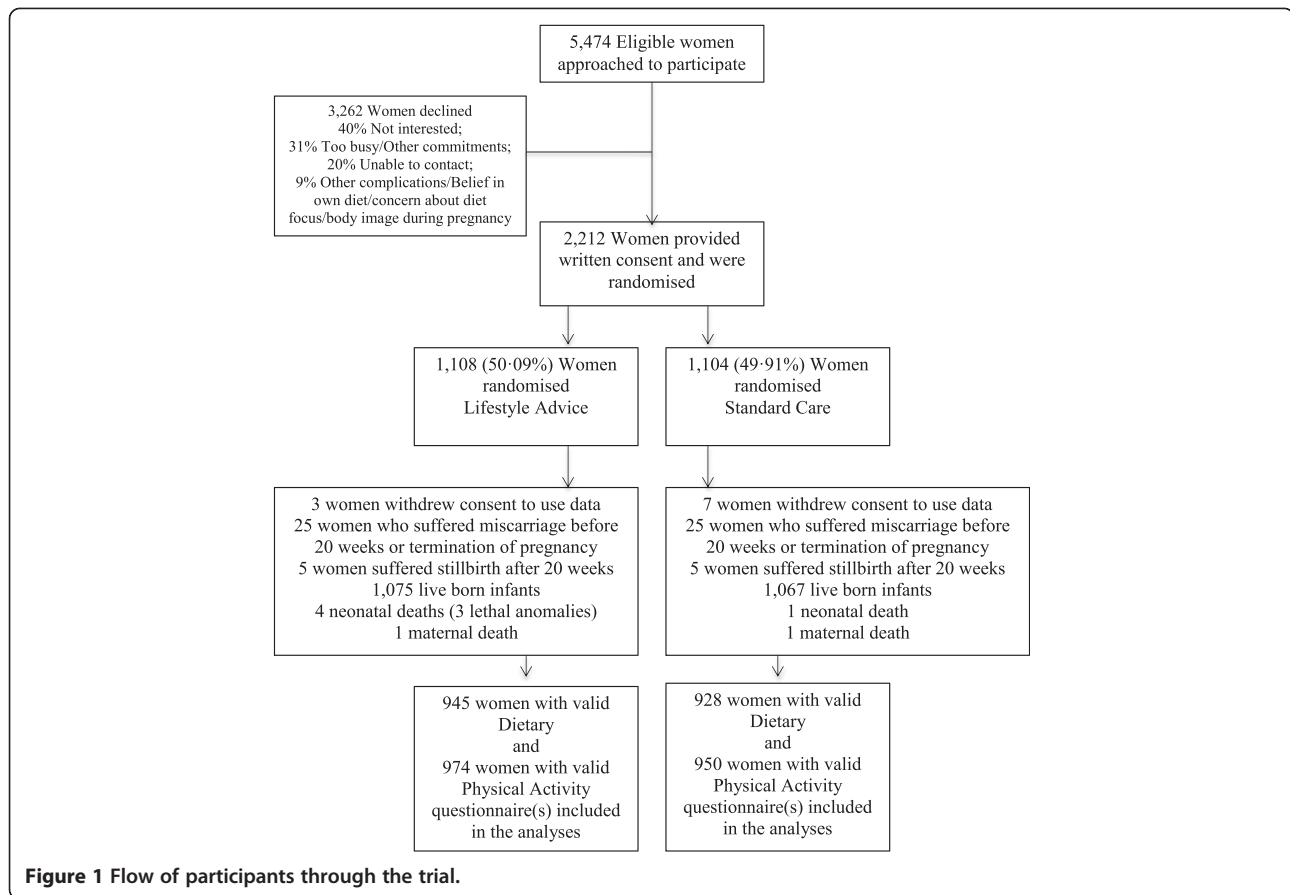 5,474 Eligible women
approached to participate
3,262 Women declined
40% Not interested;
31% Too busy/Other commitments;
20% Unable to contact;
9% Other complications/Belief in
own diet/concern about diet
focus/body image during pregnancy
2,212 Women provided
written consent and were
randomised
1,108 (50·09%) Women
randomised
Lifestyle Advice
1,104 (49·91%) Women
randomised
Standard Care
3 women withdrew consent to use data
25 women who suffered miscarriage before
20 weeks or termination of pregnancy
5 women suffered stillbirth after 20 weeks
1,075 live born infants
4 neonatal deaths (3 lethal anomalies)
1 maternal death
7 women withdrew consent to use data
25 women who suffered miscarriage before
20 weeks or termination of pregnancy
5 women suffered stillbirth after 20 weeks
1,067 live born infants
1 neonatal death
1 maternal death
945 women with valid
Dietary
and
974 women with valid
Physical Activity
questionnaire(s) included
in the analyses
928 women with valid
Dietary
and
950 women with valid
Physical Activity
questionnaire(s) included
in the analyses
Figure 1 Flow of participants through the trial.